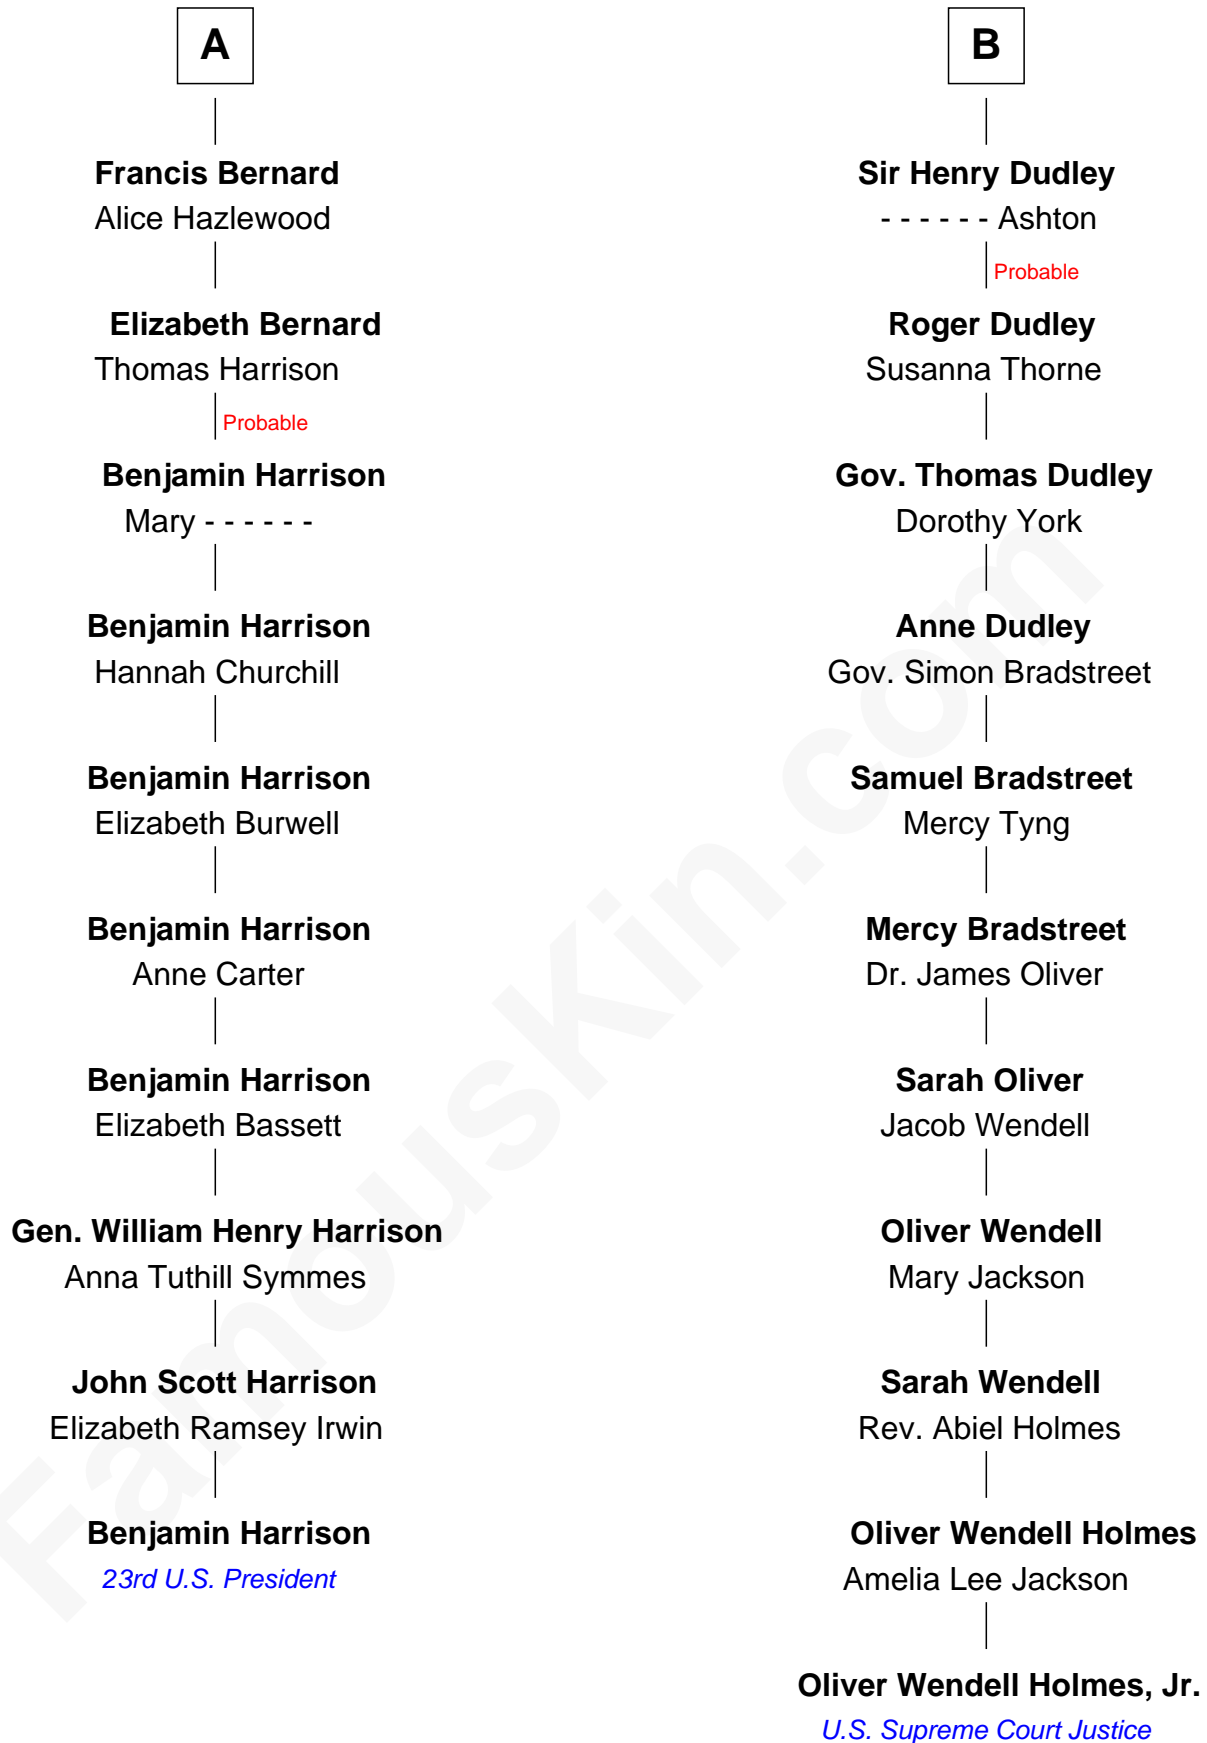 A
Francis Bernard
Alice Hazlewood
Elizabeth Bernard
Thomas Harrison
Probable
Benjamin Harrison
Mary - - - - - -
Benjamin Harrison
Hannah Churchill
Benjamin Harrison
Elizabeth Burwell
Benjamin Harrison
Anne Carter
Benjamin Harrison
Elizabeth Bassett
Gen. William Henry Harrison
Anna Tuthill Symmes
John Scott Harrison
Elizabeth Ramsey Irwin
Benjamin Harrison
23rd U.S. President
B
Sir Henry Dudley
- - - - - - Ashton
Probable
Roger Dudley
Susanna Thorne
Gov. Thomas Dudley
Dorothy York
Anne Dudley
Gov. Simon Bradstreet
Samuel Bradstreet
Mercy Tyng
Mercy Bradstreet
Dr. James Oliver
Sarah Oliver
Jacob Wendell
Oliver Wendell
Mary Jackson
Sarah Wendell
Rev. Abiel Holmes
Oliver Wendell Holmes
Amelia Lee Jackson
Oliver Wendell Holmes, Jr.
U.S. Supreme Court Justice
FamousKin.com